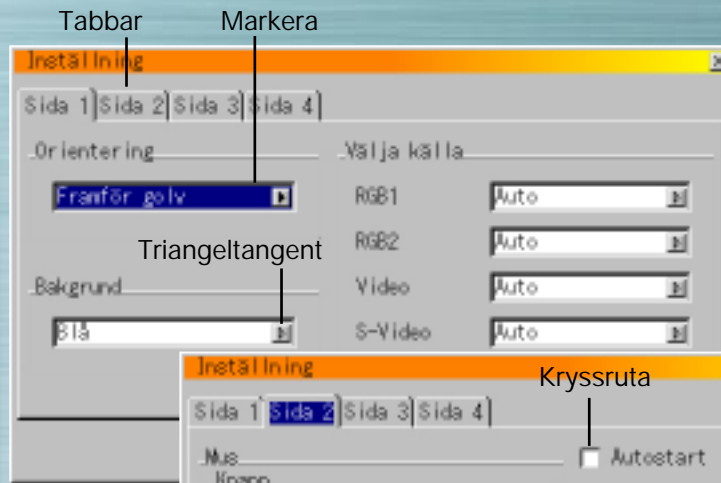 Tabbar Markera
Inställning
Sida 1 Sida 2 Sida 3 Sida 4
Orientering Välja källa
Framför golv RGB1 Auto
RGB2 Auto
Triangeltangent
Bakgrund Video Auto
Blå S-Video Auto
Inställning
Kryssruta
Sida 1 Sida 2 Sida 3 Sida 4
Mus Autostart
Knapp